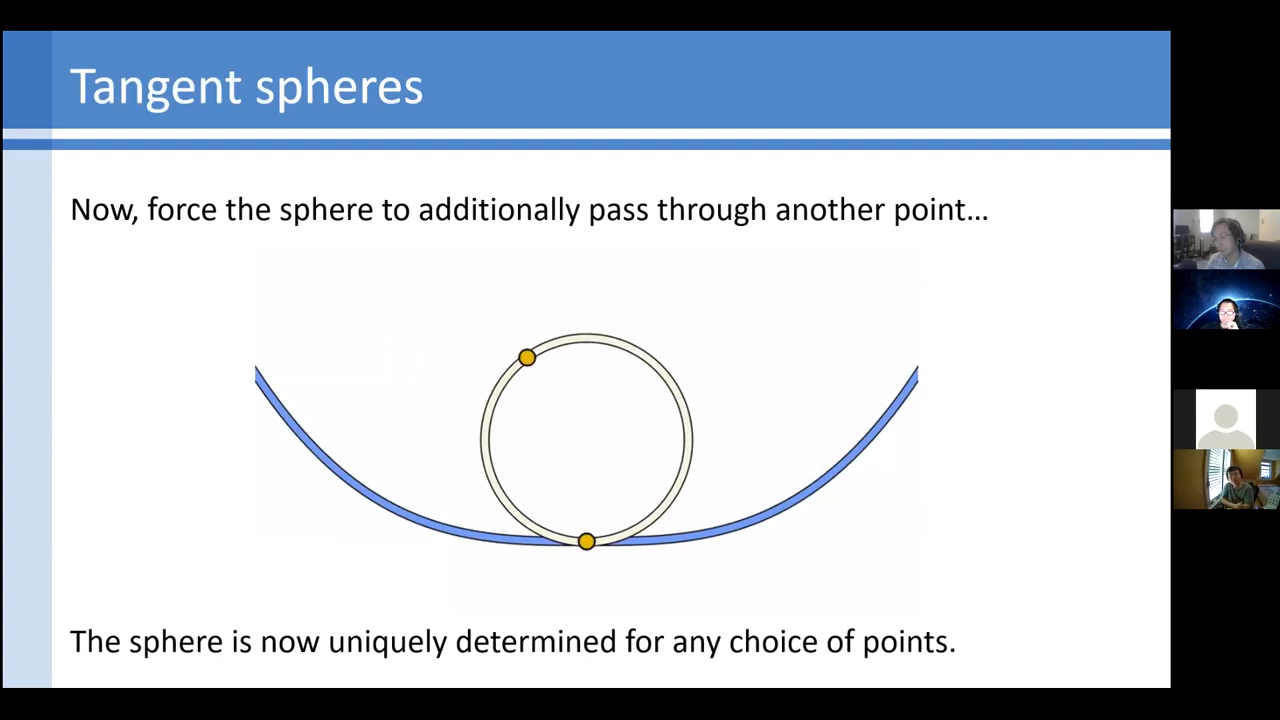 Tangent spheres
Now, force the sphere to additionally pass through another point…
The sphere is now uniquely determined for any choice of points.